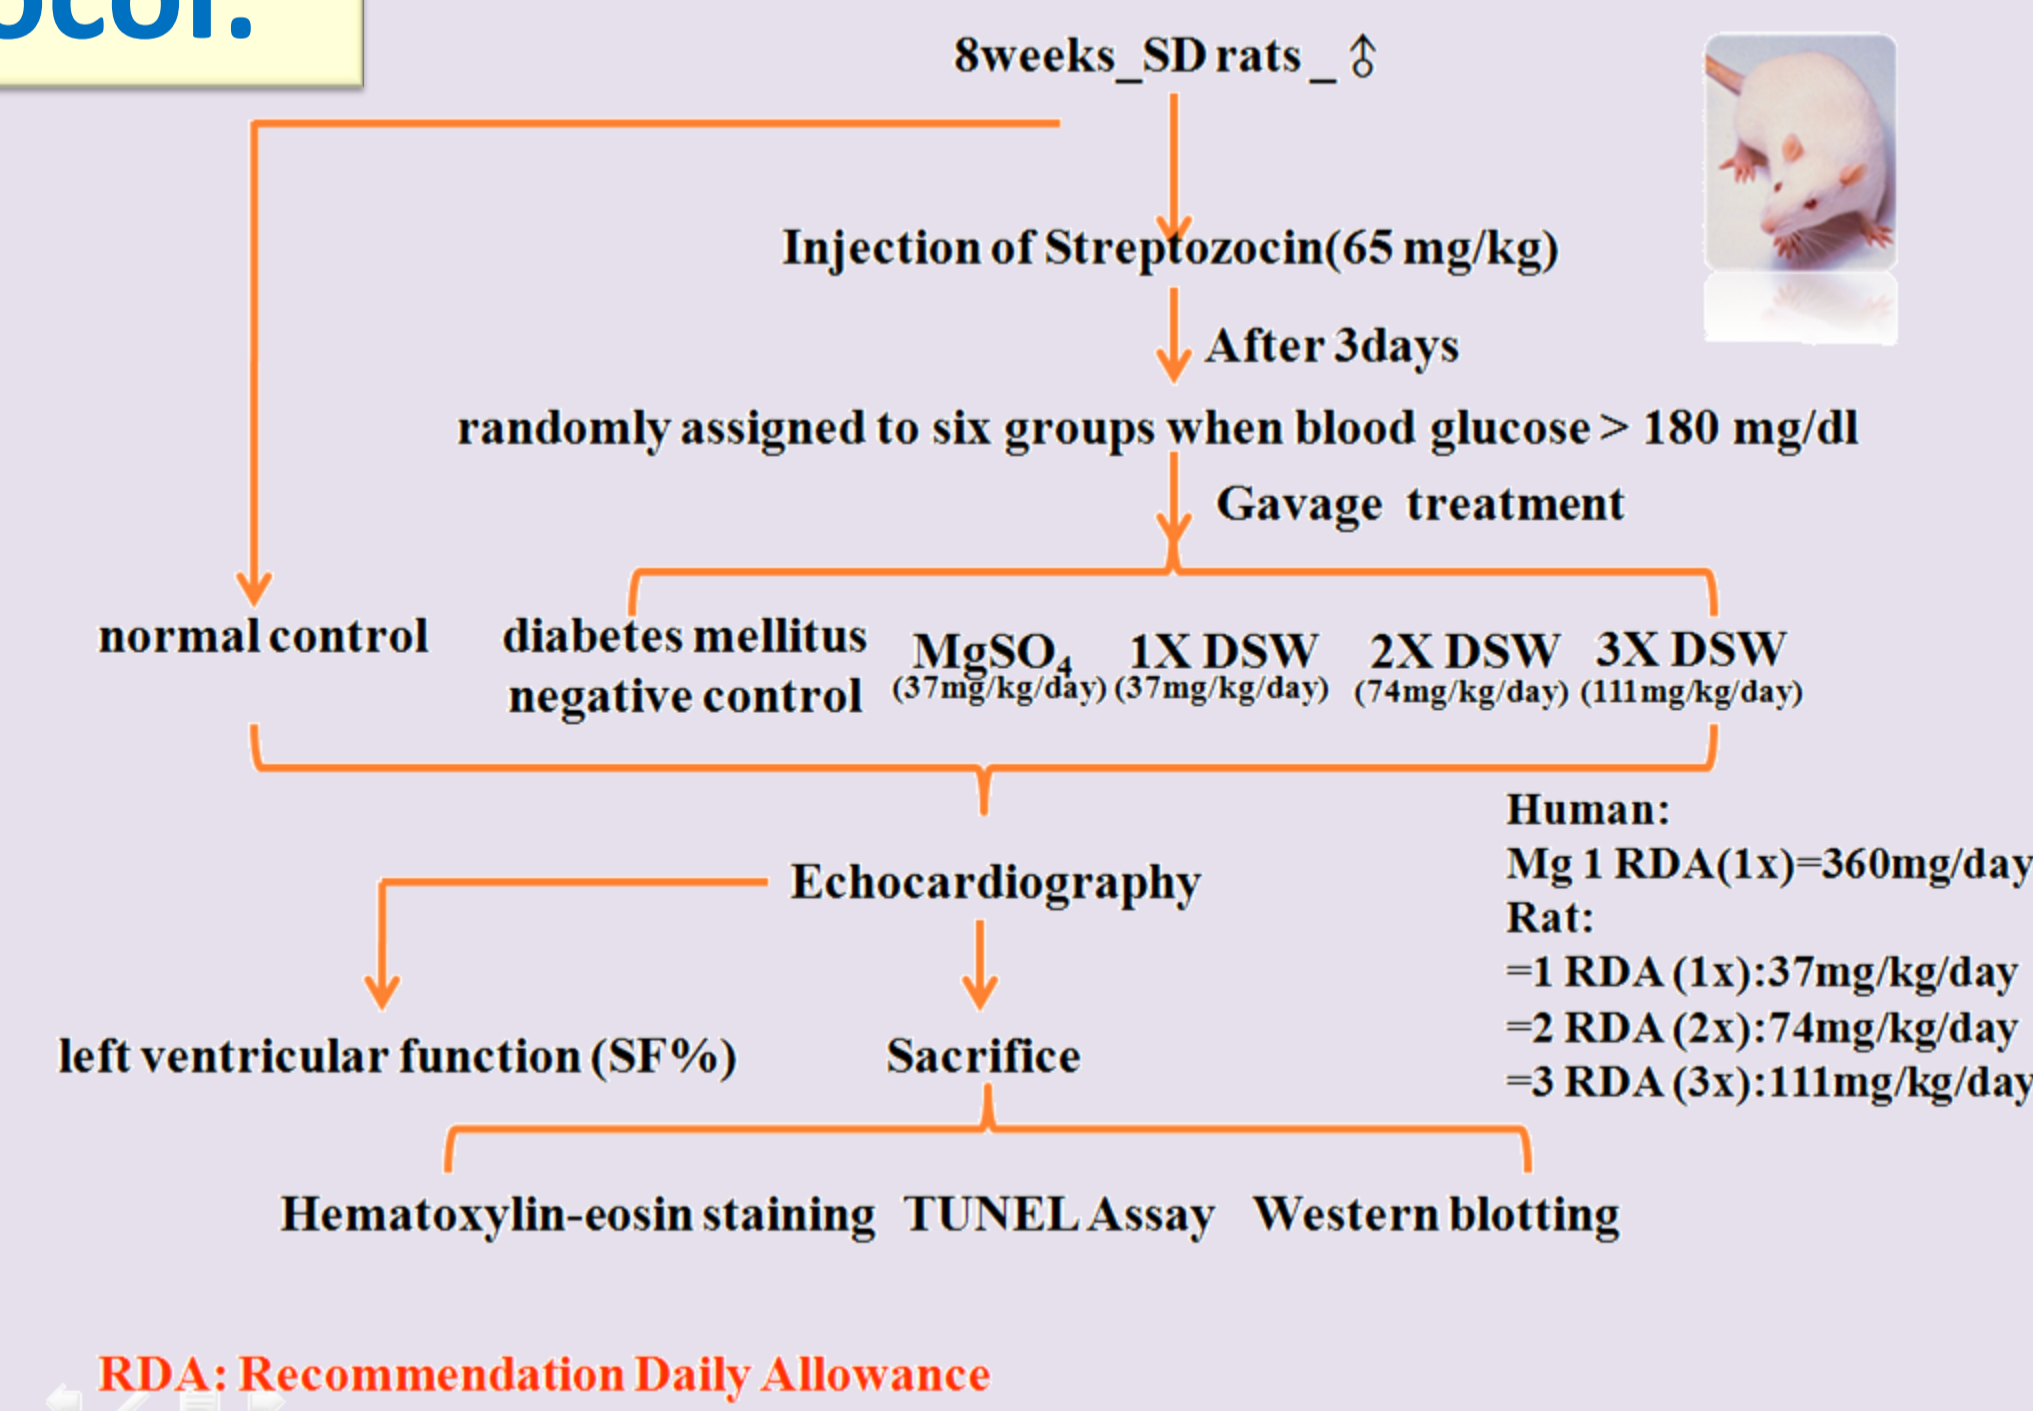 8weeks_SD rats _ ♂
Injection of Streptozocin(65 mg/kg)
After 3days
randomly assigned to six groups when blood glucose > 180 mg/dl
Gavage treatment
normal control
diabetes mellitus
negative control
MgSO₄
(37mg/kg/day)
1X DSW
(37mg/kg/day)
2X DSW
(74mg/kg/day)
3X DSW
(111mg/kg/day)
Echocardiography
Human:
Mg 1 RDA(1x)=360mg/day
Rat:
=1 RDA (1x):37mg/kg/day
=2 RDA (2x):74mg/kg/day
=3 RDA (3x):111mg/kg/day
left ventricular function (SF%)
Sacrifice
Hematoxylin-eosin staining TUNEL Assay Western blotting
RDA: Recommendation Daily Allowance